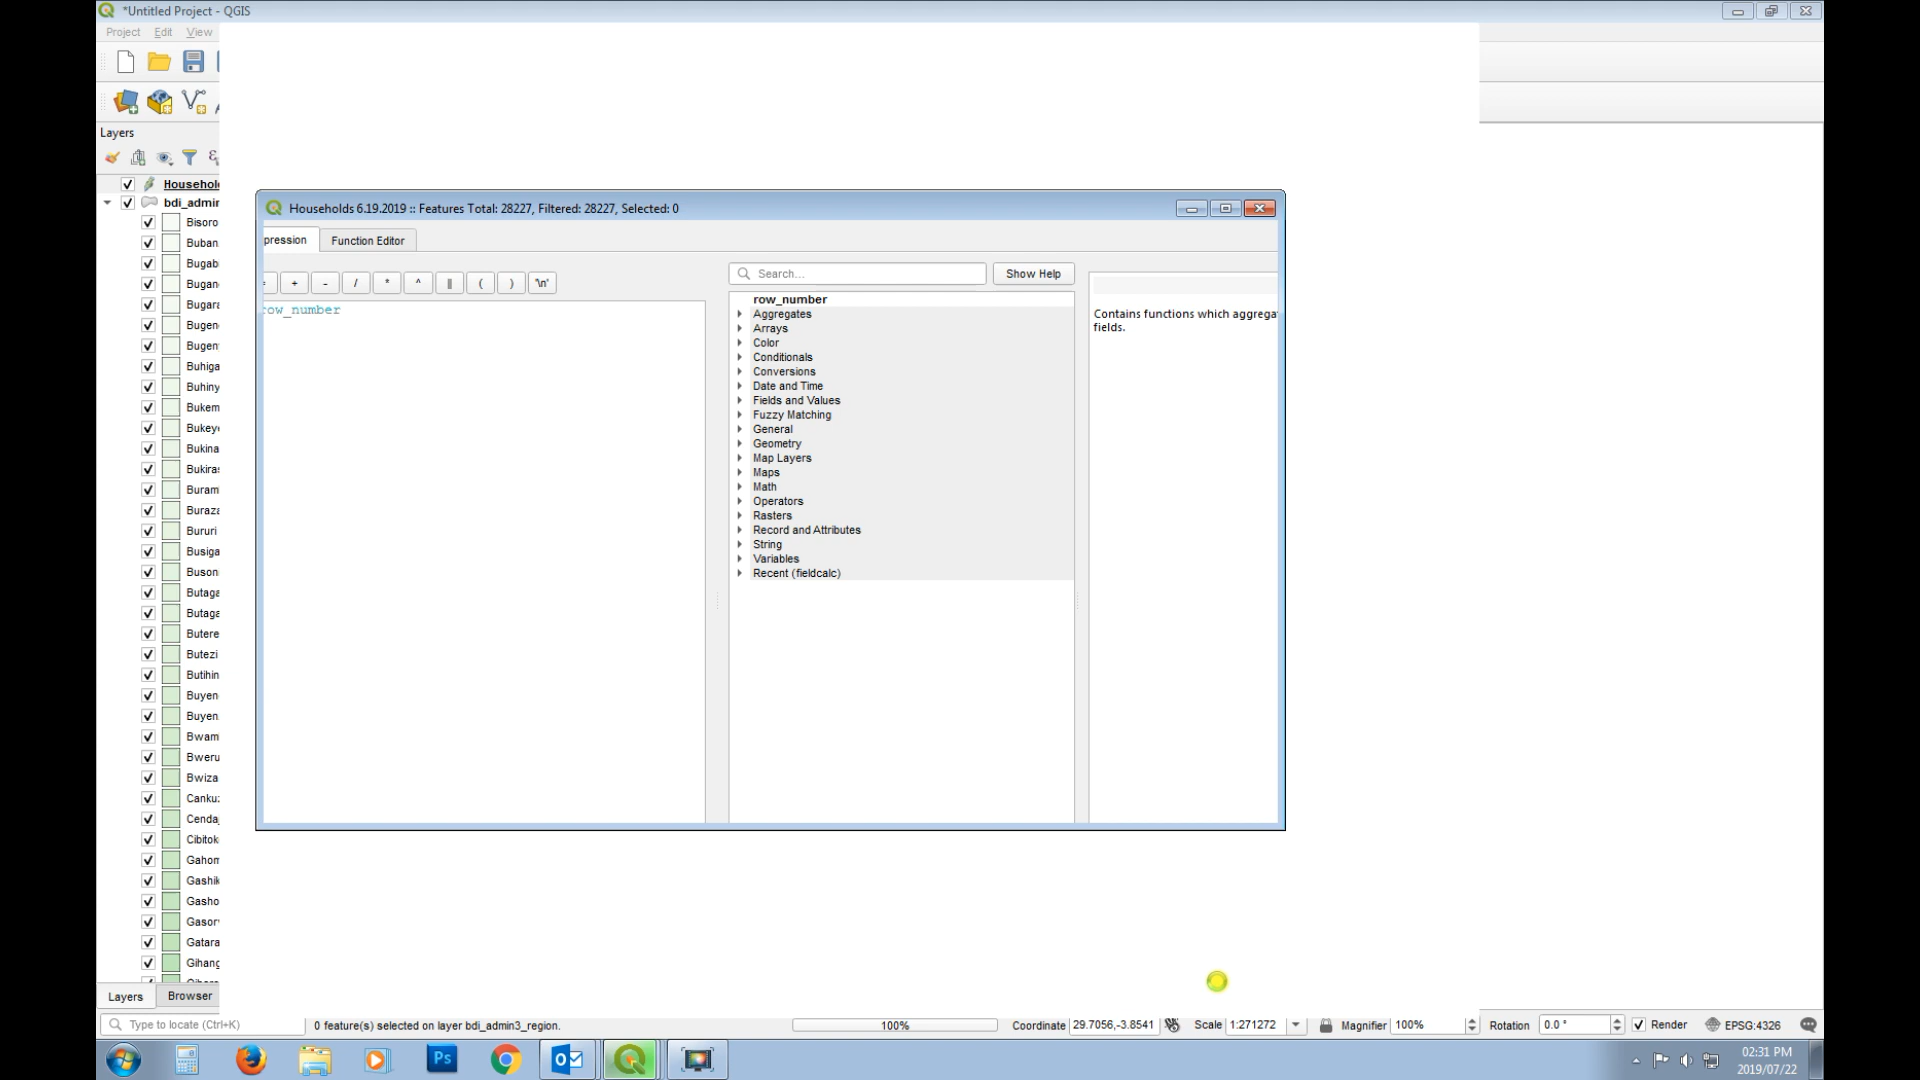 *Untitled Project - QGIS
Project Edit View
Layers
Househol
bdi_admin
Bisoro
Buban
Bugab
Bugan
Bugara
Bugen
Bugen
Buhiga
Buhiny
Bukem
Bukey
Bukina
Bukiras
Buram
Buraza
Bururi
Busiga
Buson
Butaga
Butaga
Butere
Butezi
Butihin
Buyen
Buyen
Bwam
Bweru
Bwiza
Canku
Cenda
Cibitok
Gahom
Gashik
Gasho
Gasor
Gatara
Gihang
Layers Browser
Households 6.19.2019 :: Features Total: 28227, Filtered: 28227, Selected: 0
pression Function Editor
= + - / * ^ || ( ) '\n'
row_number
Search... Show Help
row_number
Aggregates
Arrays
Color
Conditionals
Conversions
Date and Time
Fields and Values
Fuzzy Matching
General
Geometry
Map Layers
Maps
Math
Operators
Rasters
Record and Attributes
String
Variables
Recent (fieldcalc)
Contains functions which aggrega
fields.
Type to locate (Ctrl+K) 0 feature(s) selected on layer bdi_admin3_region. 100% Coordinate 29.7056,-3.8541 Scale 1:271272 Magnifier 100% Rotation 0.0 ° Render EPSG:4326
Ps
02:31 PM
2019/07/22